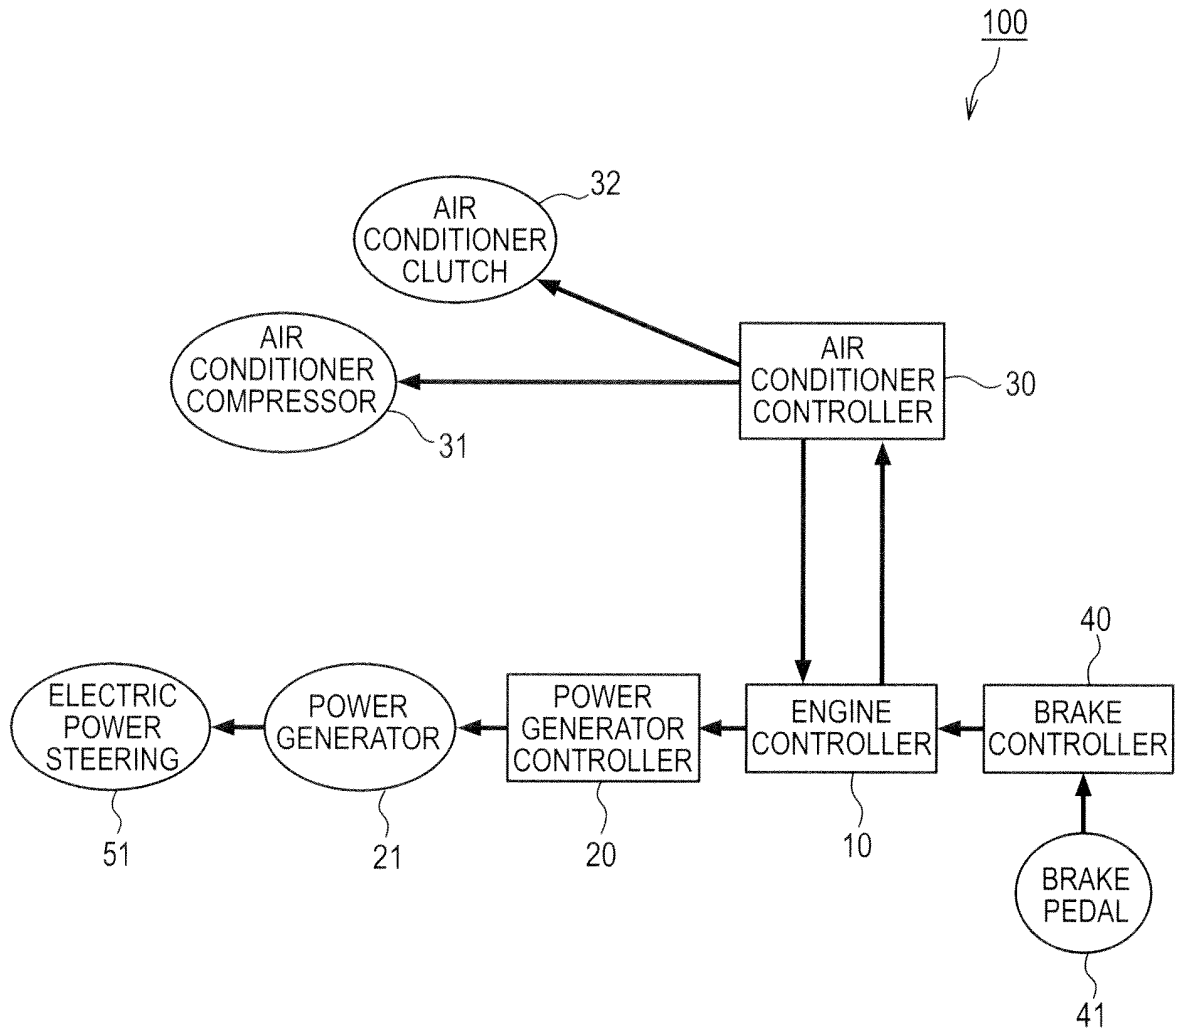 100
32
AIR
CONDITIONER
CLUTCH
AIR
CONDITIONER
COMPRESSOR
31
AIR
CONDITIONER
CONTROLLER
30
40
ELECTRIC
POWER
STEERING
POWER
GENERATOR
POWER
GENERATOR
CONTROLLER
ENGINE
CONTROLLER
BRAKE
CONTROLLER
51
21
20
10
BRAKE
PEDAL
41